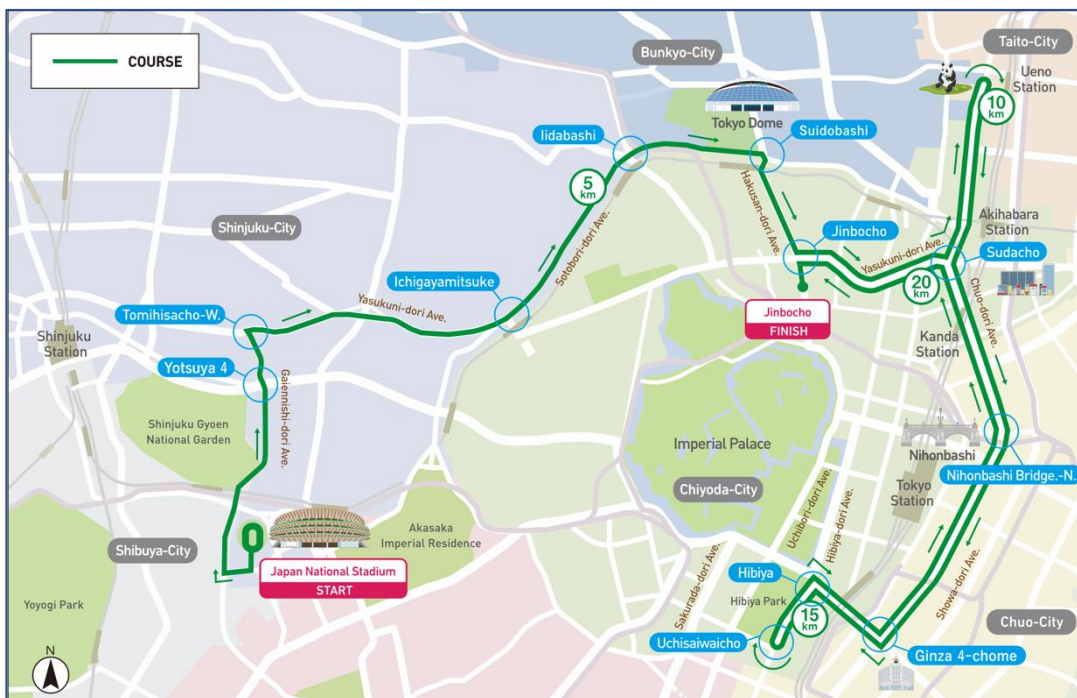 COURSE
Bunkyo-City
Taito-City
Ueno
Station
10
km
Tokyo Dome
Suidobashi
Iidabashi
5
km
Hakusan-dori Ave.
Sotobori-dori Ave.
Shinjuku-City
Jinbocho
Akihabara
Station
Yasukuni-dori Ave.
Sudacho
20
km
Ichigayamitsuke
Yasukuni-dori Ave.
Chuo-dori Ave.
Jinbocho
FINISH
Tomihisacho-W.
Shinjuku
Station
Kanda
Station
Yotsuya 4
Gaiennishi-dori Ave.
Shinjuku Gyoen
National Garden
Imperial Palace
Nihonbashi
Nihonbashi Bridge.-N.
Tokyo
Station
Chiyoda-City
Uchibori-dori Ave.
Hibiya-dori Ave.
Akasaka
Imperial Residence
Shibuya-City
Japan National Stadium
START
Sakurada-dori Ave.
Hibiya
Showa-dori Ave.
Yoyogi Park
Hibiya Park
15
km
Chuo-City
Uchisaiwaicho
Ginza 4-chome
N